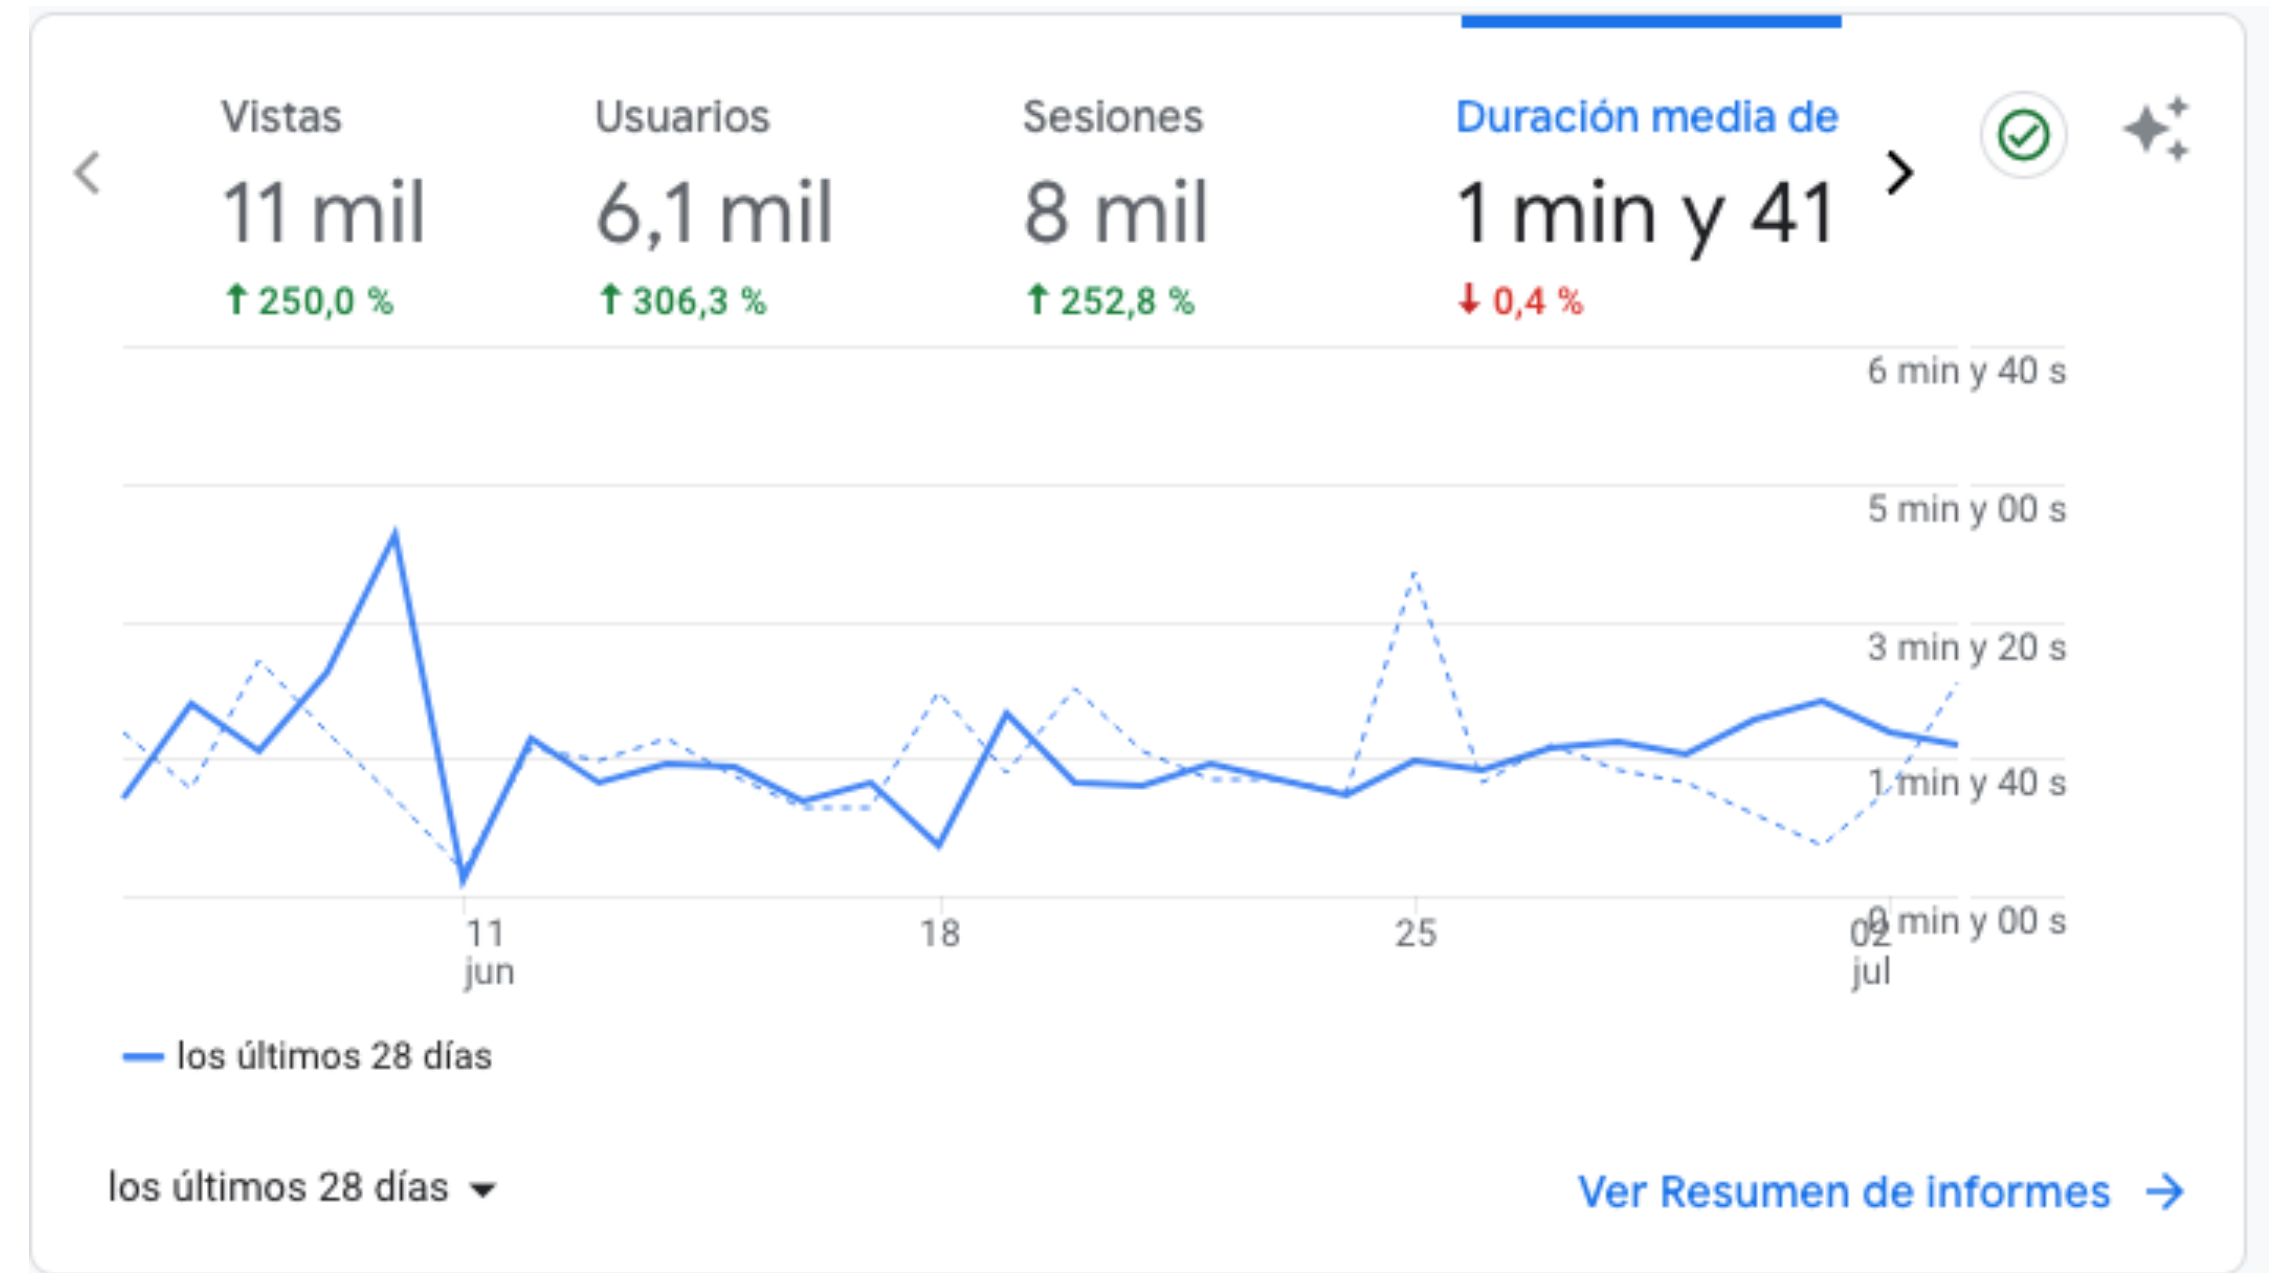 Vistas
11 mil
250,0 %
Usuarios
6,1 mil
306,3 %
Sesiones
8 mil
252,8 %
Duración media de
1 min y 41
0,4 %
6 min y 40 s
5 min y 00 s
3 min y 20 s
1 min y 40 s
0 min y 00 s
11
jun
18
25
02
jul
los últimos 28 días
los últimos 28 días
Ver Resumen de informes